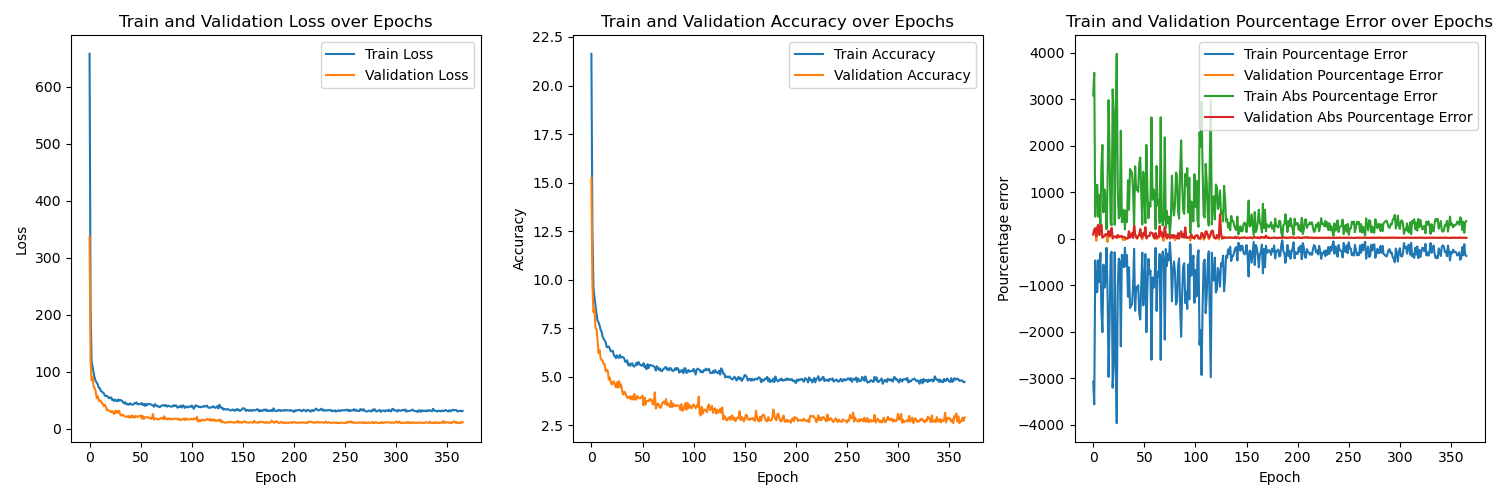 Train and Validation Loss over Epochs
Train Loss
Validation Loss
Loss
600
500
400
300
200
100
0
0 50 100 150 200 250 300 350
Epoch
Train and Validation Accuracy over Epochs
Train Accuracy
Validation Accuracy
Accuracy
22.5
20.0
17.5
15.0
12.5
10.0
7.5
5.0
2.5
0 50 100 150 200 250 300 350
Epoch
Train and Validation Pourcentage Error over Epochs
Train Pourcentage Error
Validation Pourcentage Error
Train Abs Pourcentage Error
Validation Abs Pourcentage Error
Pourcentage error
4000
3000
2000
1000
0
−1000
−2000
−3000
−4000
0 50 100 150 200 250 300 350
Epoch